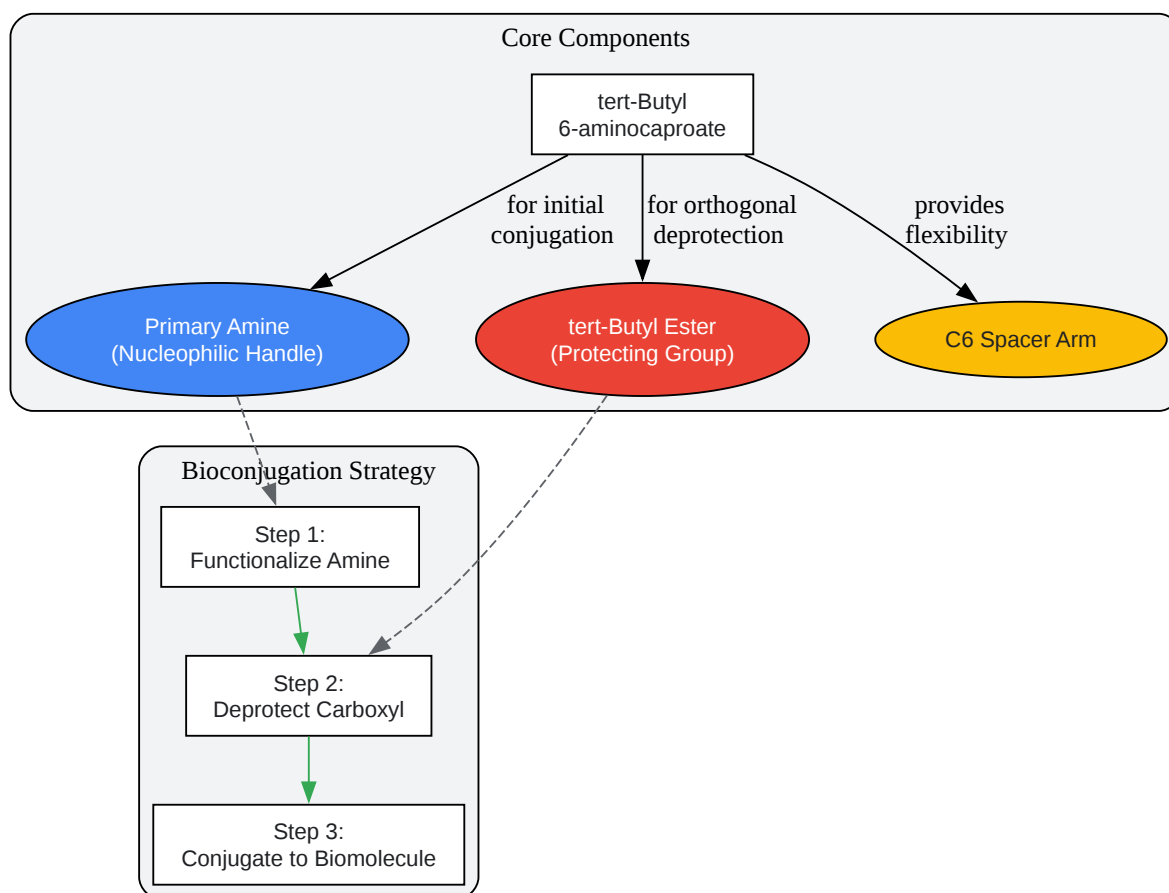 Core Components
tert-Butyl
6-aminocaproate
for initial
conjugation
for orthogonal
deprotection
provides
flexibility
Primary Amine
(Nucleophilic Handle)
tert-Butyl Ester
(Protecting Group)
C6 Spacer Arm
Bioconjugation Strategy
Step 1:
Functionalize Amine
Step 2:
Deprotect Carboxyl
Step 3:
Conjugate to Biomolecule